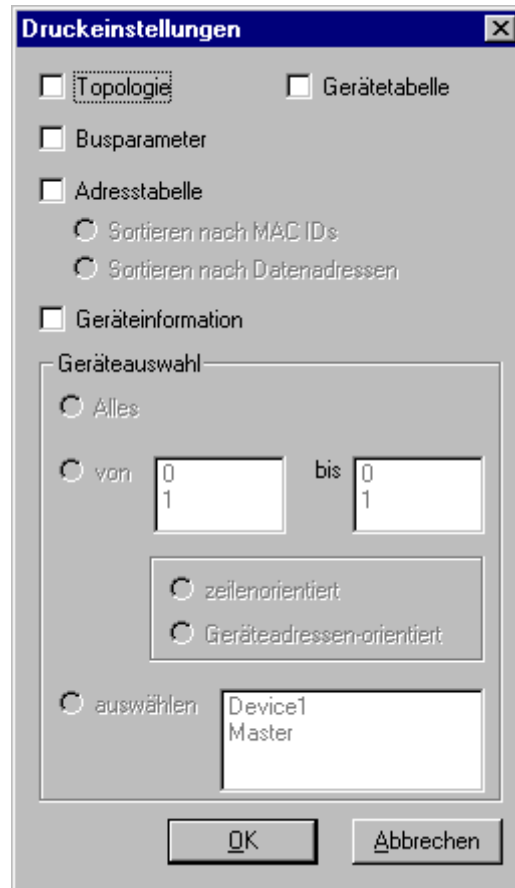 Druckeinstellungen
Topologie Gerätetabelle
Busparameter
Adresstabelle
Sortieren nach MAC IDs
Sortieren nach Datenadressen
Geräteinformation
Geräteauswahl
Alles
von 0 bis 0
1 1
zeilenorientiert
Geräteadressen-orientiert
auswählen Device1
Master
OK Abbrechen